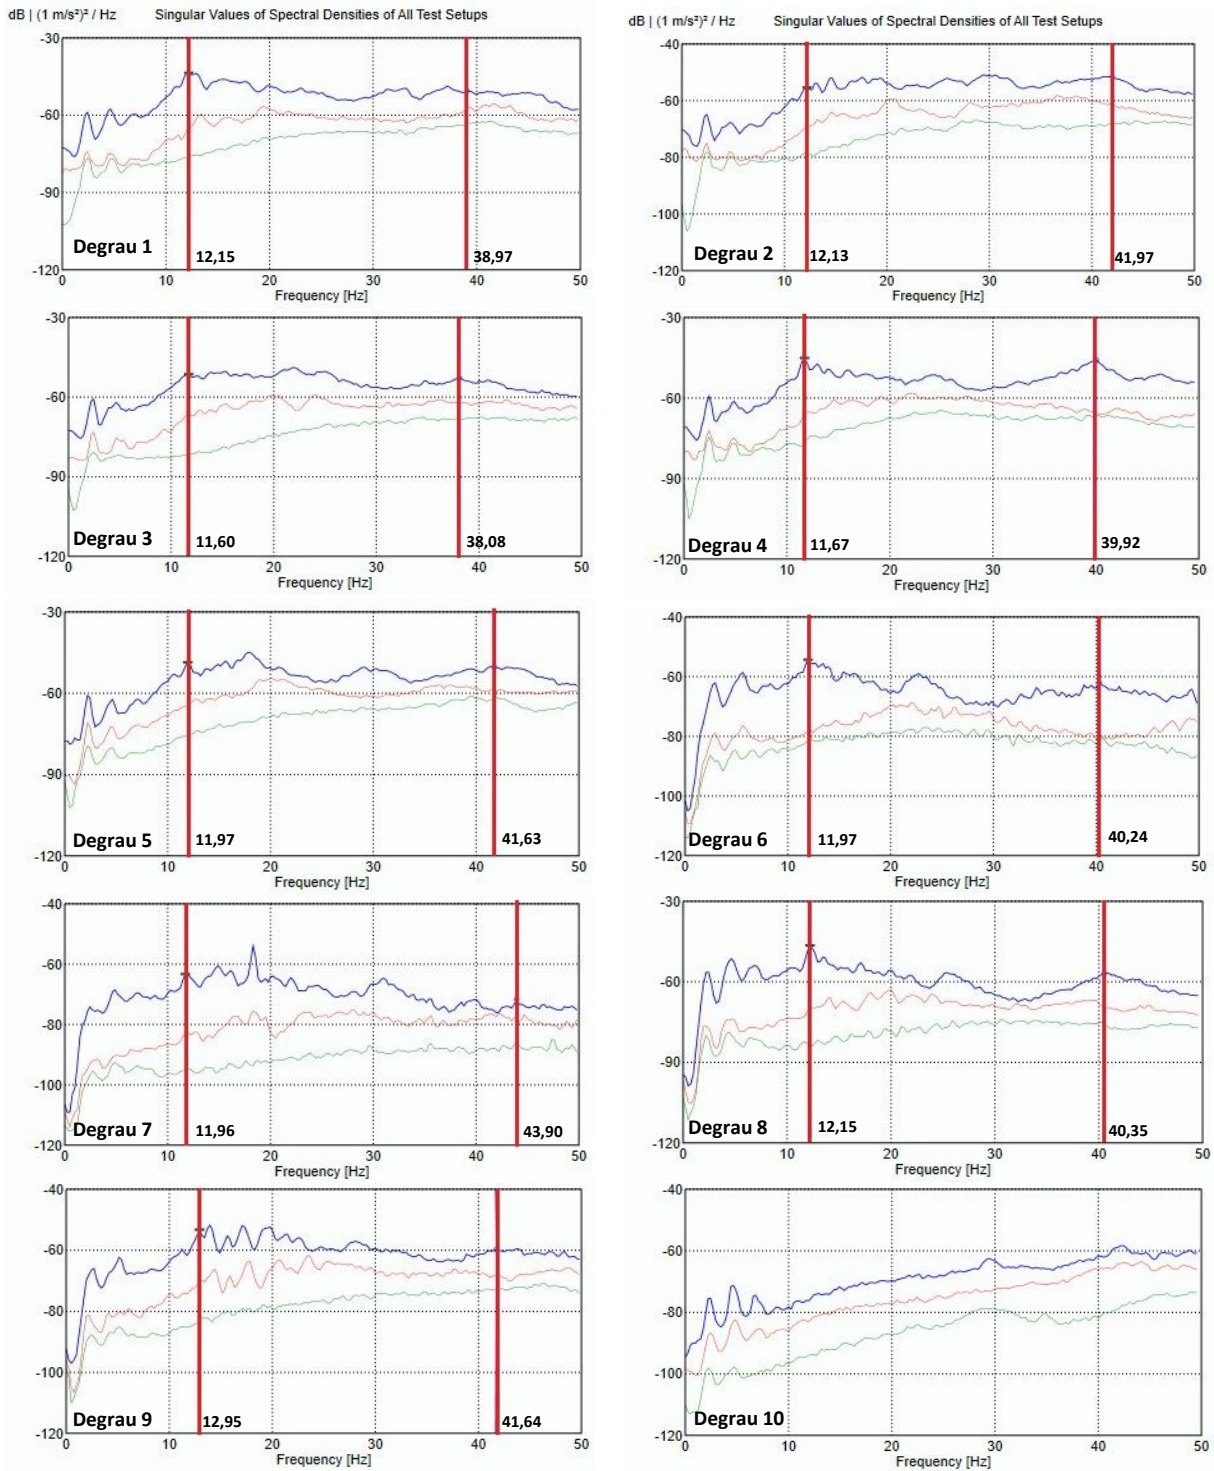 dB | (1 m/s²)² / Hz Singular Values of Spectral Densities of All Test Setups
-30
-60
-90
-120
Degrau 1
12,15
38,97
0 10 20 30 40 50
Frequency [Hz]
dB | (1 m/s²)² / Hz Singular Values of Spectral Densities of All Test Setups
-40
-60
-80
-100
-120
Degrau 2
12,13
41,97
0 10 20 30 40 50
Frequency [Hz]
-30
-60
-90
-120
Degrau 3
11,60
38,08
0 10 20 30 40 50
Frequency [Hz]
-30
-60
-90
-120
Degrau 4
11,67
39,92
0 10 20 30 40 50
Frequency [Hz]
-30
-60
-90
-120
Degrau 5
11,97
41,63
0 10 20 30 40 50
Frequency [Hz]
-40
-60
-80
-100
-120
Degrau 6
11,97
40,24
0 10 20 30 40 50
Frequency [Hz]
-40
-60
-80
-100
-120
Degrau 7
11,96
43,90
0 10 20 30 40 50
Frequency [Hz]
-30
-60
-90
-120
Degrau 8
12,15
40,35
0 10 20 30 40 50
Frequency [Hz]
-40
-60
-80
-100
-120
Degrau 9
12,95
41,64
0 10 20 30 40 50
Frequency [Hz]
-40
-60
-80
-100
-120
Degrau 10
0 10 20 30 40 50
Frequency [Hz]